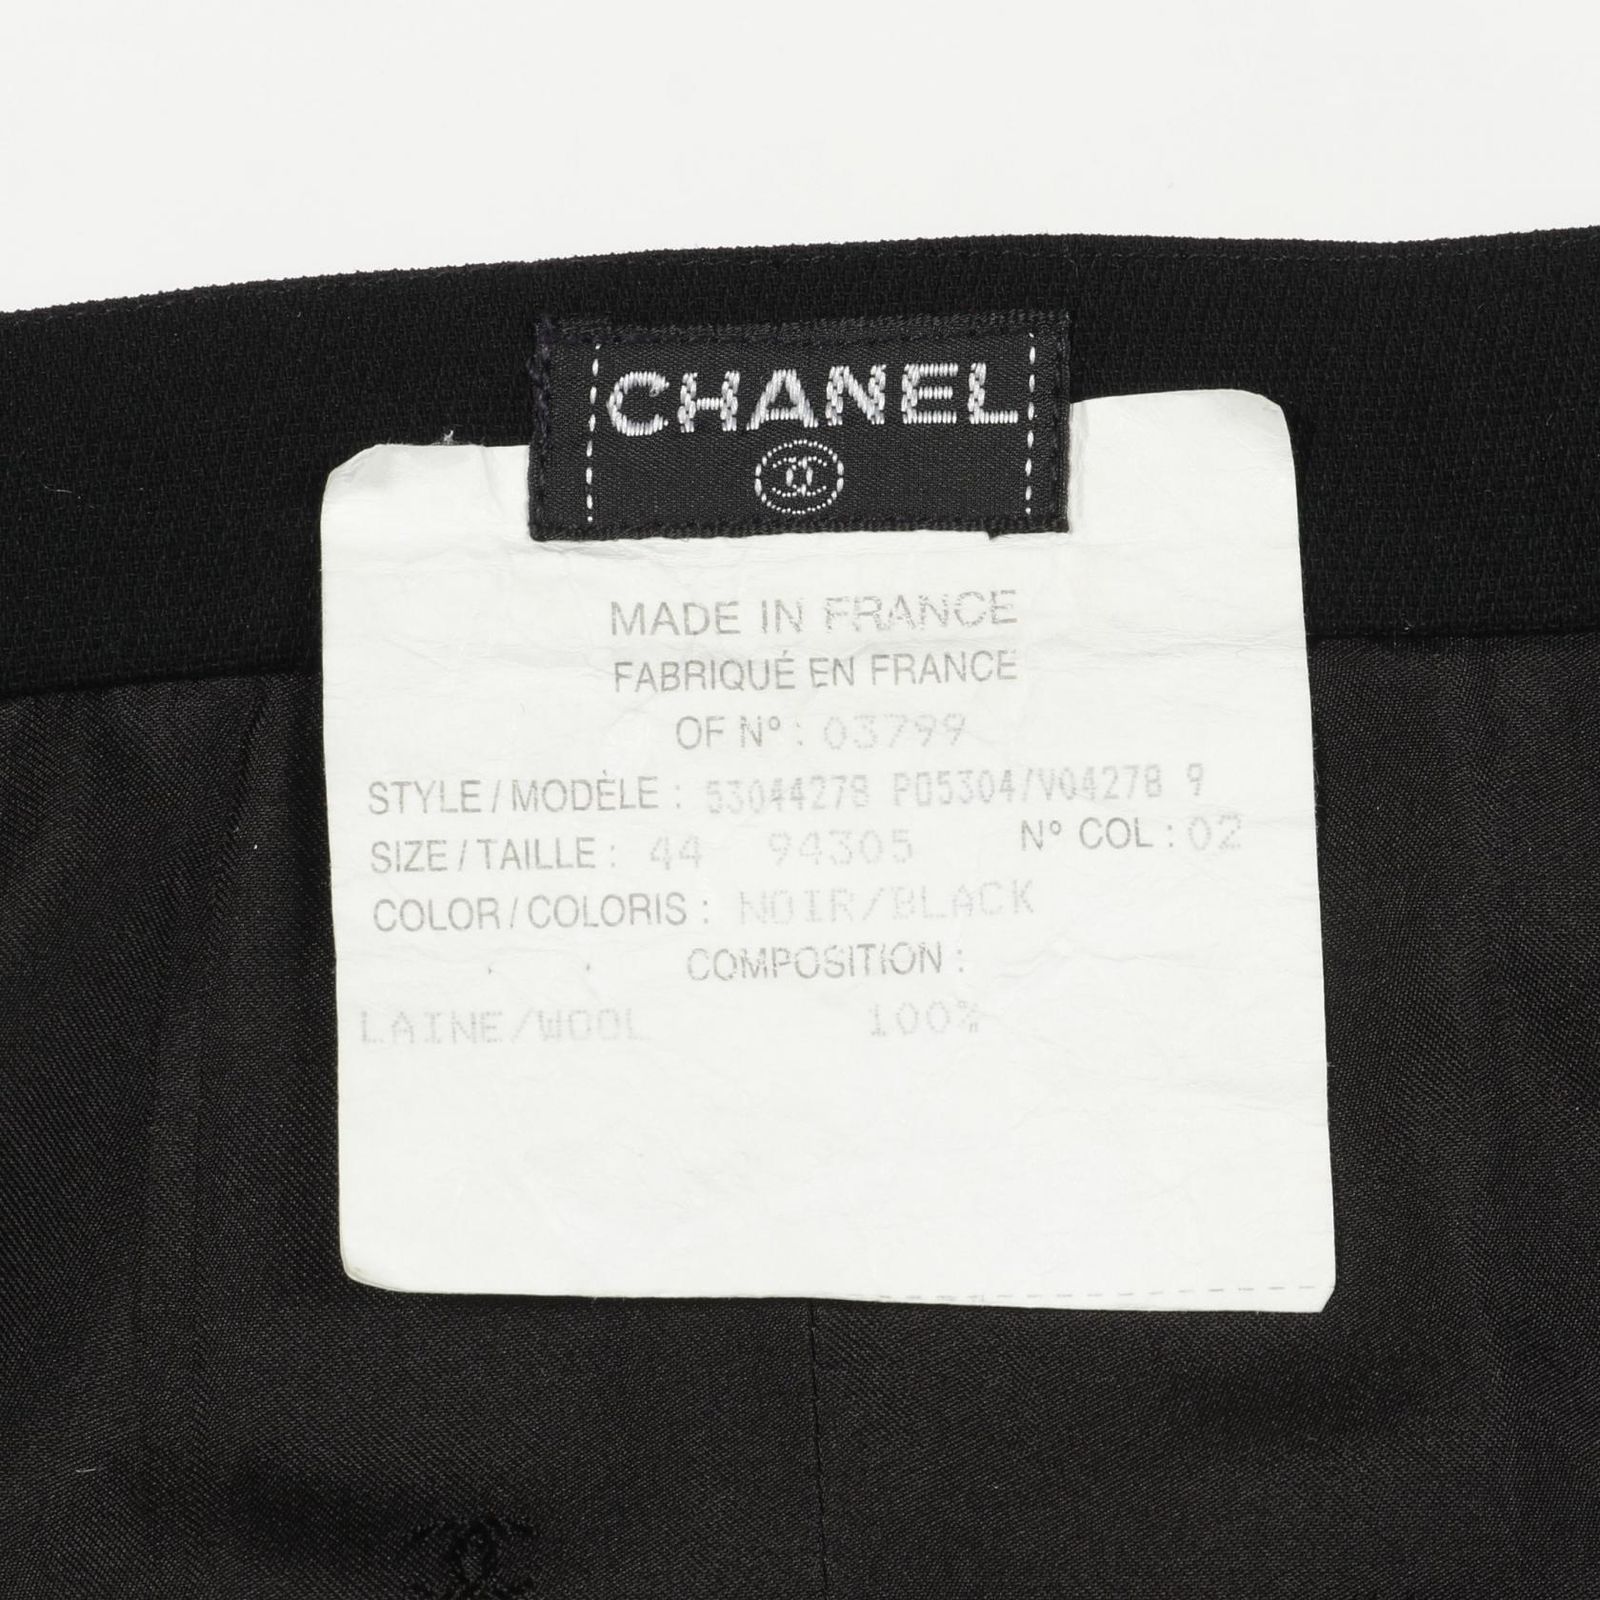 CHANEL
MADE IN FRANCE
FABRIQUÉ EN FRANCE
OF N° : 03799
STYLE / MODÈLE : 53044278 P05304/V04278 9
SIZE / TAILLE : 44 94305 N° COL : 02
COLOR / COLORIS : NOIR/BLACK
COMPOSITION :
LAINE/WOOL 100%